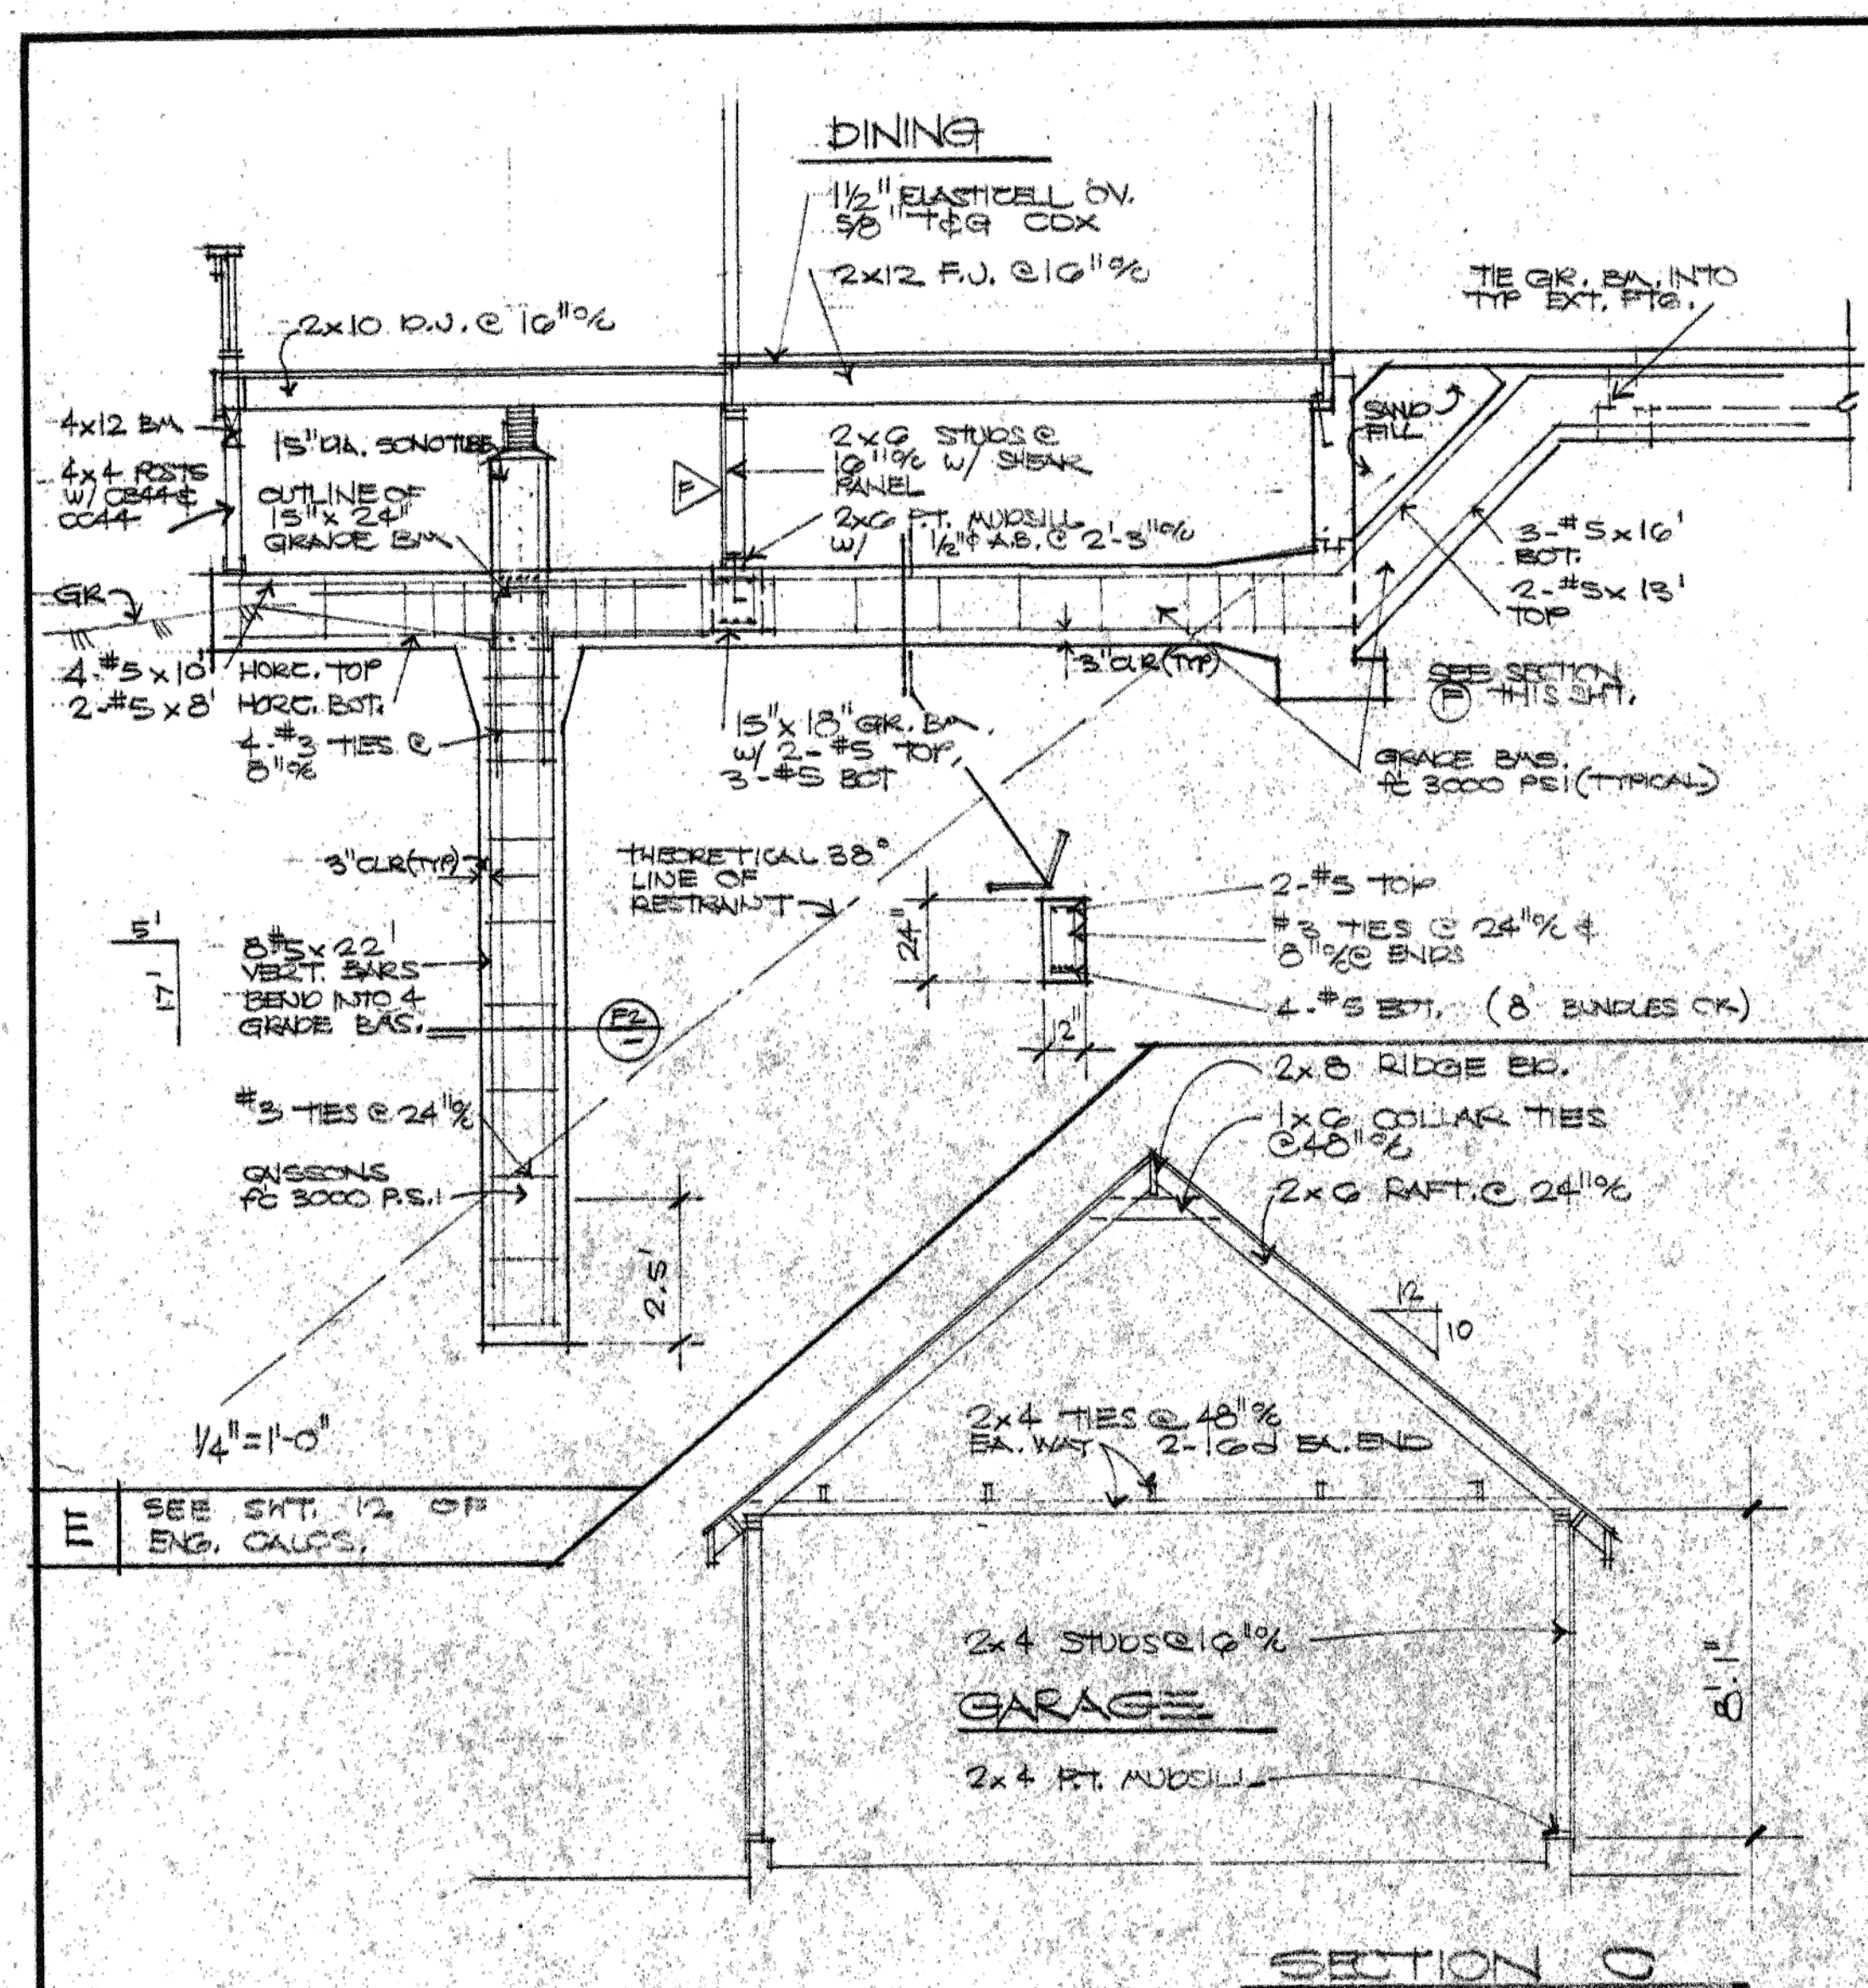 DINING
1½" ELASTICELL OV.
5/8" T&G CDX
2x12 F.J. @ 16" o/c
2x10 D.J. @ 16" o/c
TIE GR. BM. INTO
TYP EXT. FTG.
4x12 BM
4x4 POSTS
W/ CB44 &
CC44
15" DIA. SONOTUBE
OUTLINE OF
15" x 24"
GRADE BM
2x6 STUDS @
16" o/c W/ SHEAR
PANEL
F
2x6 P.T. MUDSILL
W/ ½"φ A.B. @ 2'-3" o/c
SAND
FILL
3-#5x16'
BOT.
2-#5x13'
TOP
GR
4-#5x10' HORZ. TOP
2-#5x8' HORZ. BOT.
4-#3 TIES @
8" o/c
3" CLR (TYP)
SEE SECTION
F THIS SHT.
15" x 18" GR. BM.
W/ 2-#5 TOP,
3-#5 BOT
GRADE BMS.
f'c 3000 PSI (TYPICAL)
3" CLR (TYP)
THEORETICAL 38°
LINE OF
RESTRAINT
5'
17'
8#5x22'
VERT. BARS
BEND INTO 4
GRADE BMS.
F2
-
24"
12"
2-#5 TOP
#3 TIES @ 24" o/c &
8" o/c @ ENDS
4-#5 BOT. (8' BUNDLES OK)
#3 TIES @ 24" o/c
CAISSONS
f'c 3000 P.S.I
2.5'
1/4"=1'-0"
E
SEE SHT. 12 OF
ENG. CALCS.
2x8 RIDGE BD.
1x6 COLLAR TIES
@ 48" o/c
2x6 RAFT. @ 24" o/c
12
10
2x4 TIES @ 48" o/c
EA. WAY 2-16d EA. END
2x4 STUDS @ 16" o/c
GARAGE
2x4 P.T. MUDSILL
8'-1"
SECTION